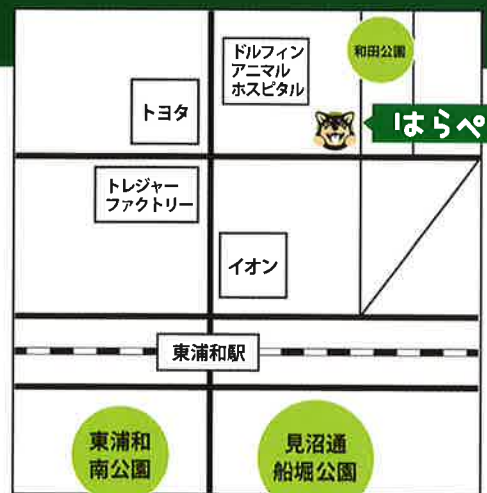 ドルフィン
アニマル
ホスピタル
和田公園
トヨタ
はらぺ
トレジャー
ファクトリー
イオン
東浦和駅
東浦和
南公園
見沼通
船堀公園